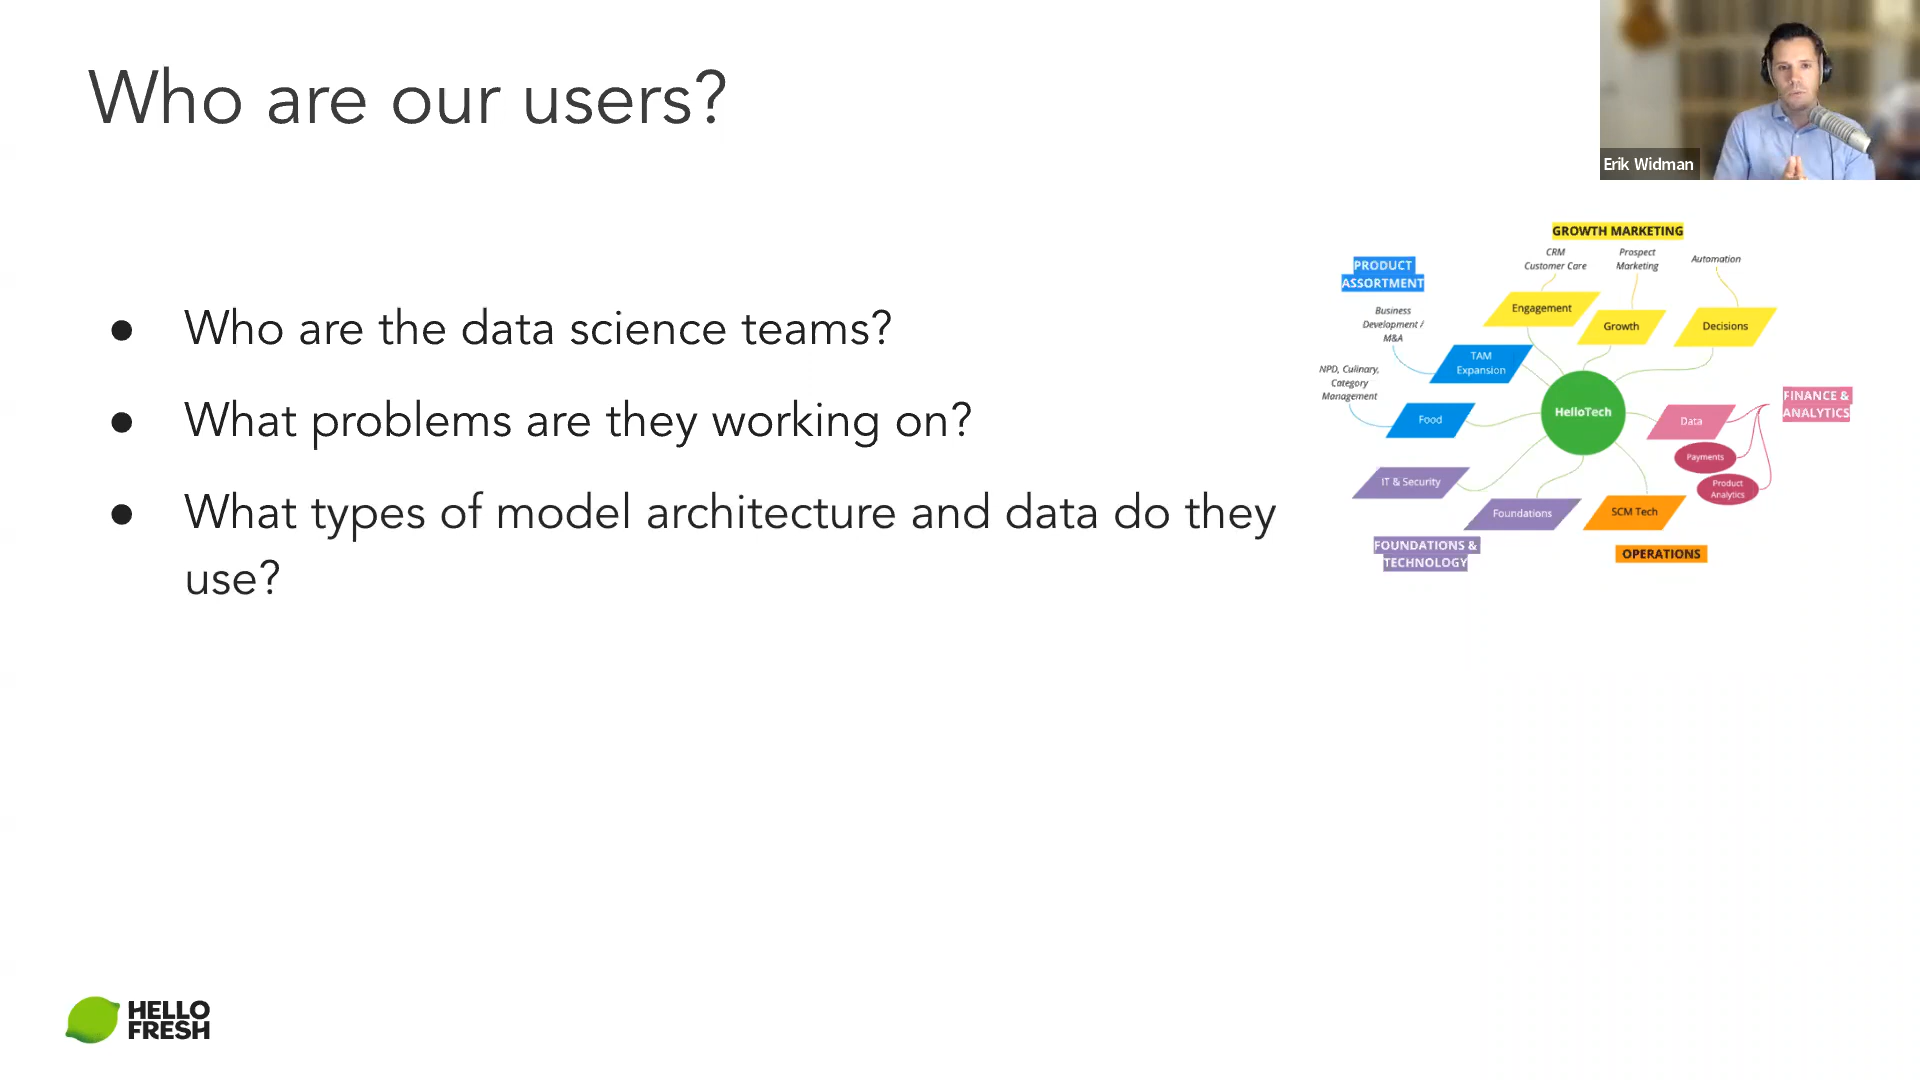 Who are our users?
Erik Widman
Who are the data science teams?
What problems are they working on?
What types of model architecture and data do they
use?
GROWTH MARKETING
CRM
Customer Care
Prospect
Marketing
Automation
PRODUCT
ASSORTMENT
Business
Development /
M&A
Engagement
Growth
Decisions
TAM
Expansion
NPD, Culinary,
Category
Management
Food
HelloTech
Data
FINANCE &
ANALYTICS
Payments
Product
Analytics
IT & Security
Foundations
SCM Tech
FOUNDATIONS &
TECHNOLOGY
OPERATIONS
HELLO
FRESH